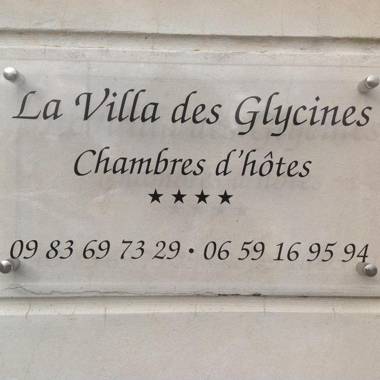 La Villa des Glycines
Chambres d'hôtes
★★★★
09 83 69 73 29 • 06 59 16 95 94